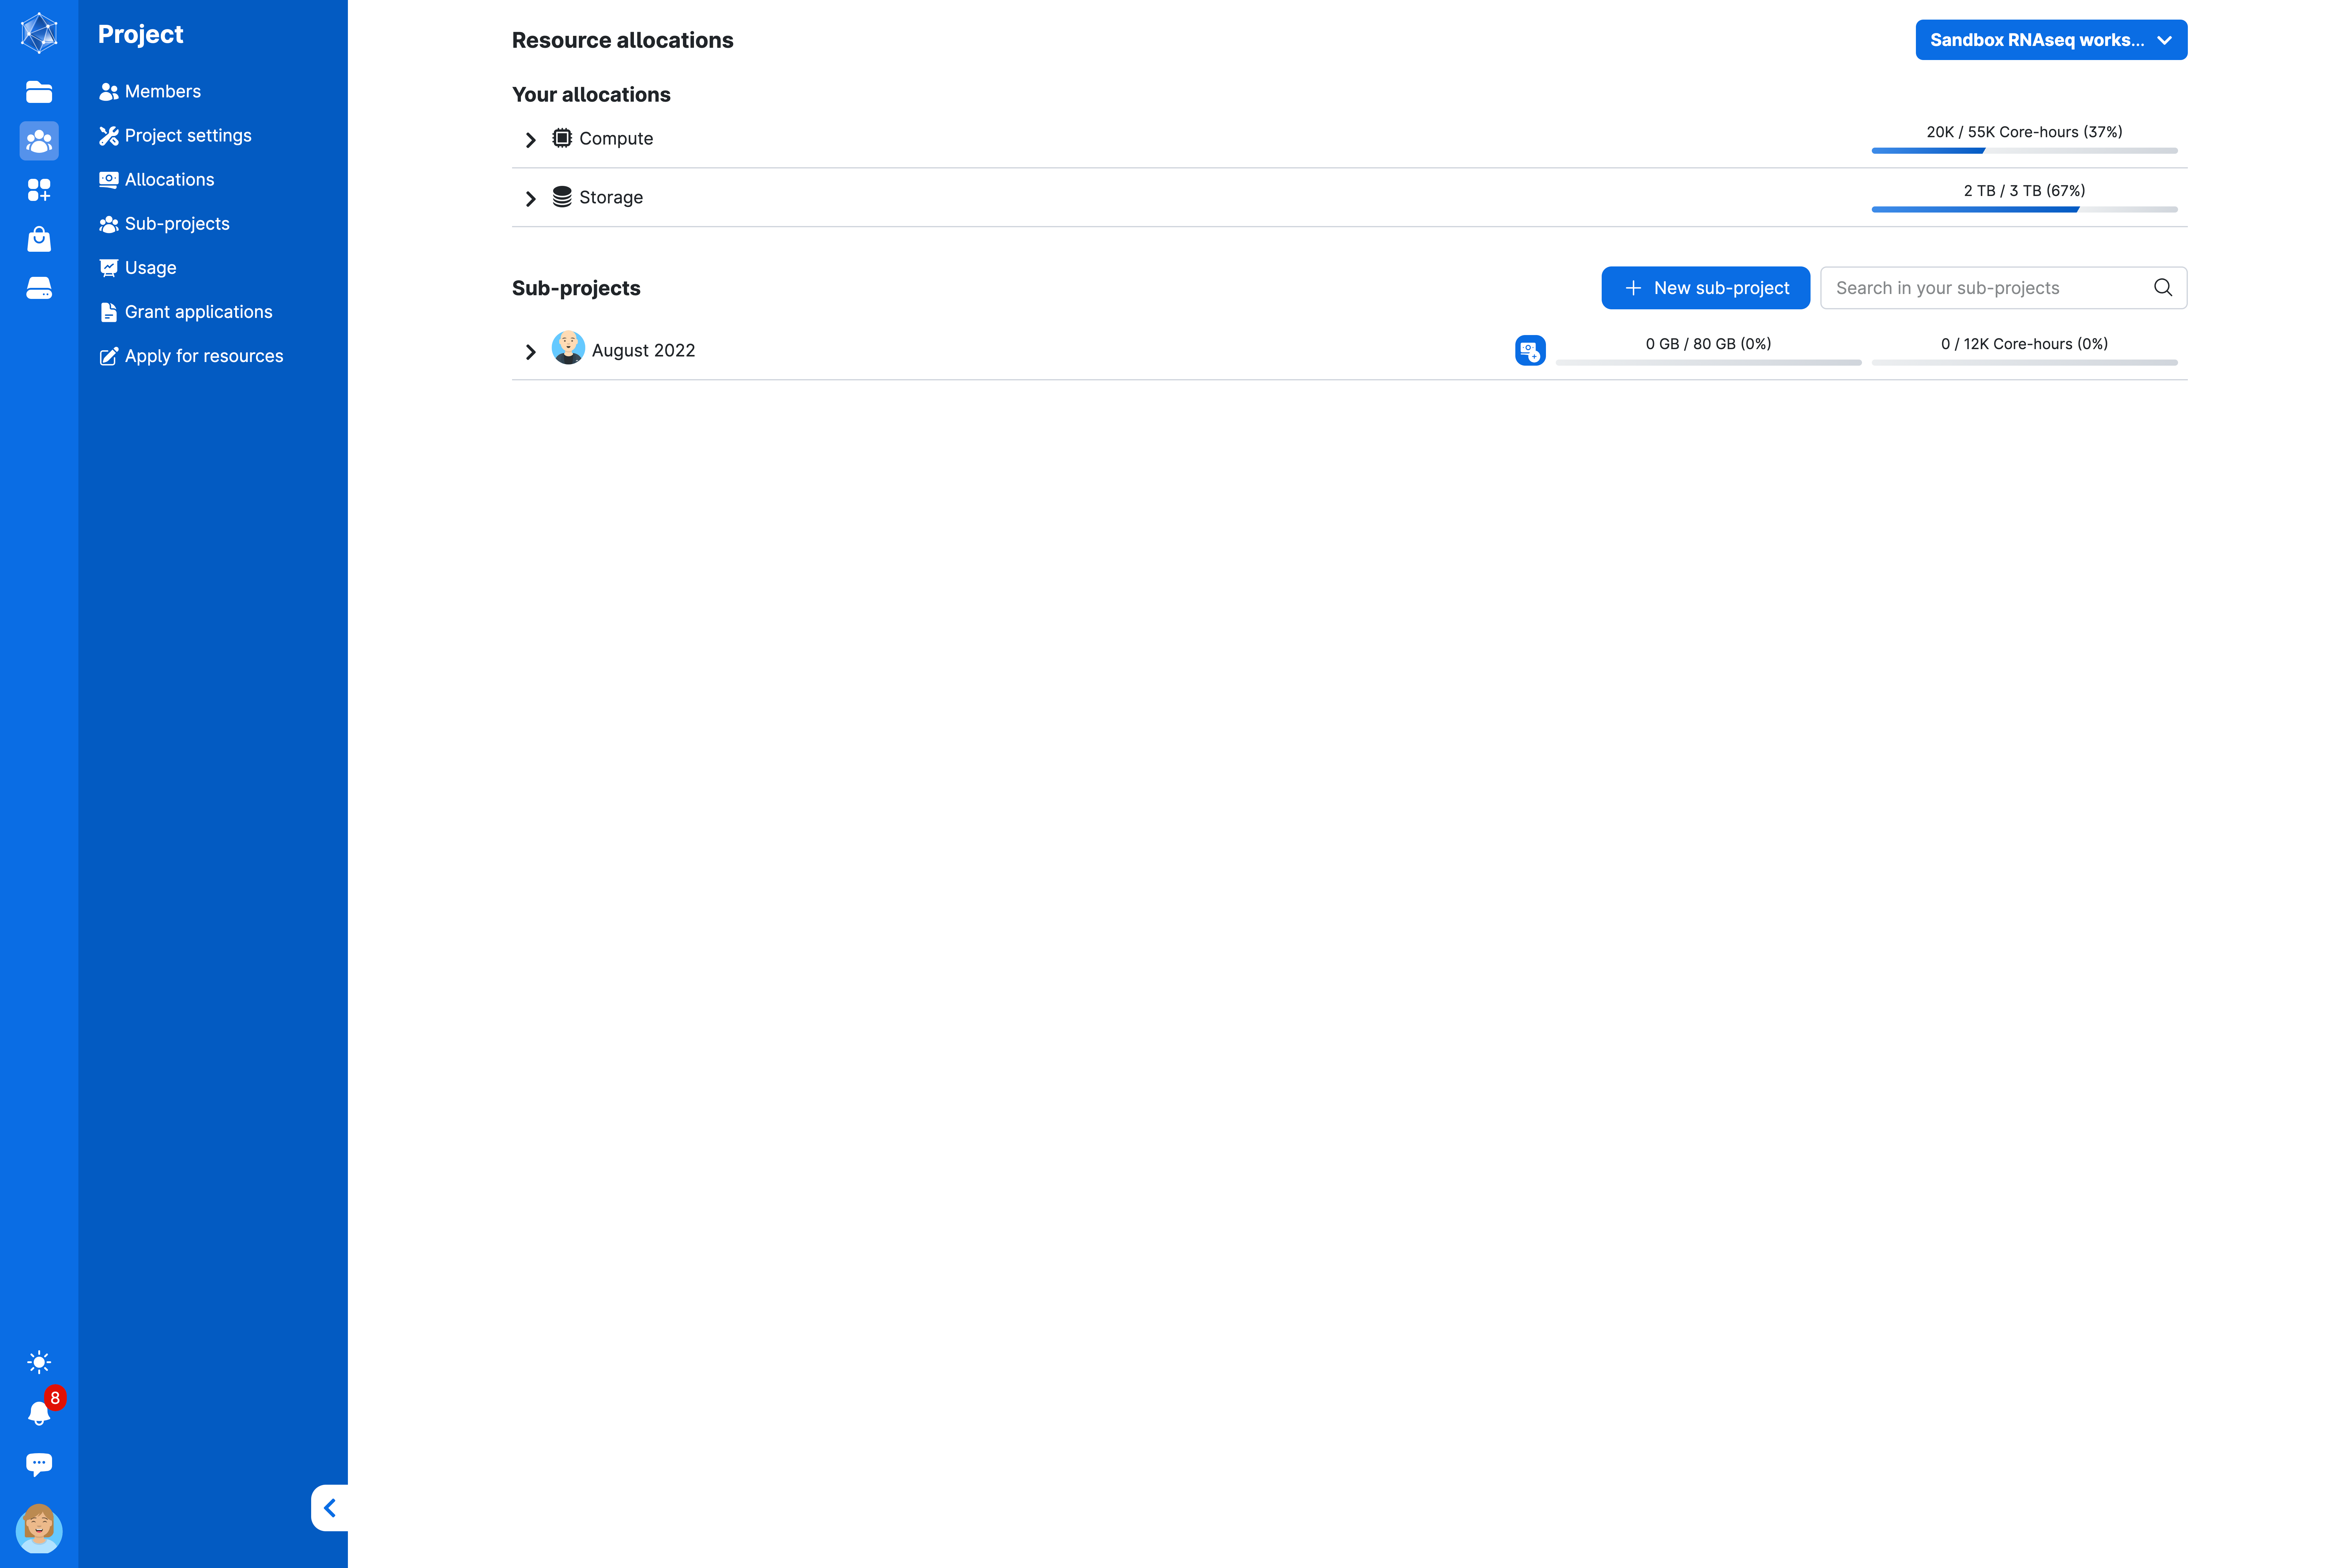 Project
Members
Project settings
Allocations
Sub-projects
Usage
Grant applications
Apply for resources
8
Resource allocations
Sandbox RNAseq works...
Your allocations
Compute
20K / 55K Core-hours (37%)
Storage
2 TB / 3 TB (67%)
Sub-projects
New sub-project
Search in your sub-projects
August 2022
0 GB / 80 GB (0%)
0 / 12K Core-hours (0%)